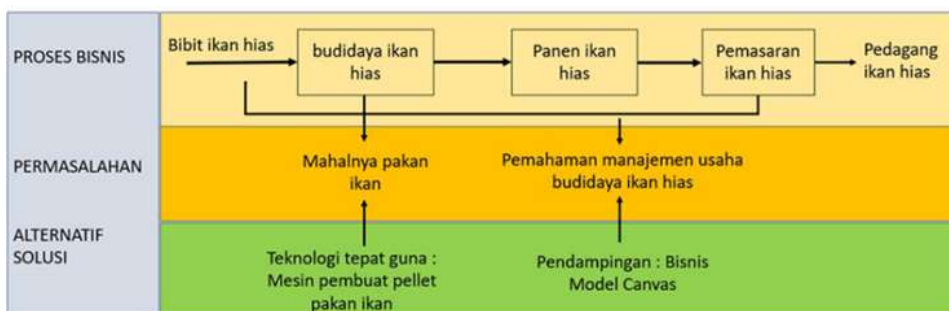 PROSES BISNIS
Bibit ikan hias
budidaya ikan
hias
Panen ikan
hias
Pemasaran
ikan hias
Pedagang
ikan hias
PERMASALAHAN
Mahalnya pakan
ikan
Pemahaman manajemen usaha
budidaya ikan hias
ALTERNATIF
SOLUSI
Teknologi tepat guna :
Mesin pembuat pellet
pakan ikan
Pendampingan : Bisnis
Model Canvas